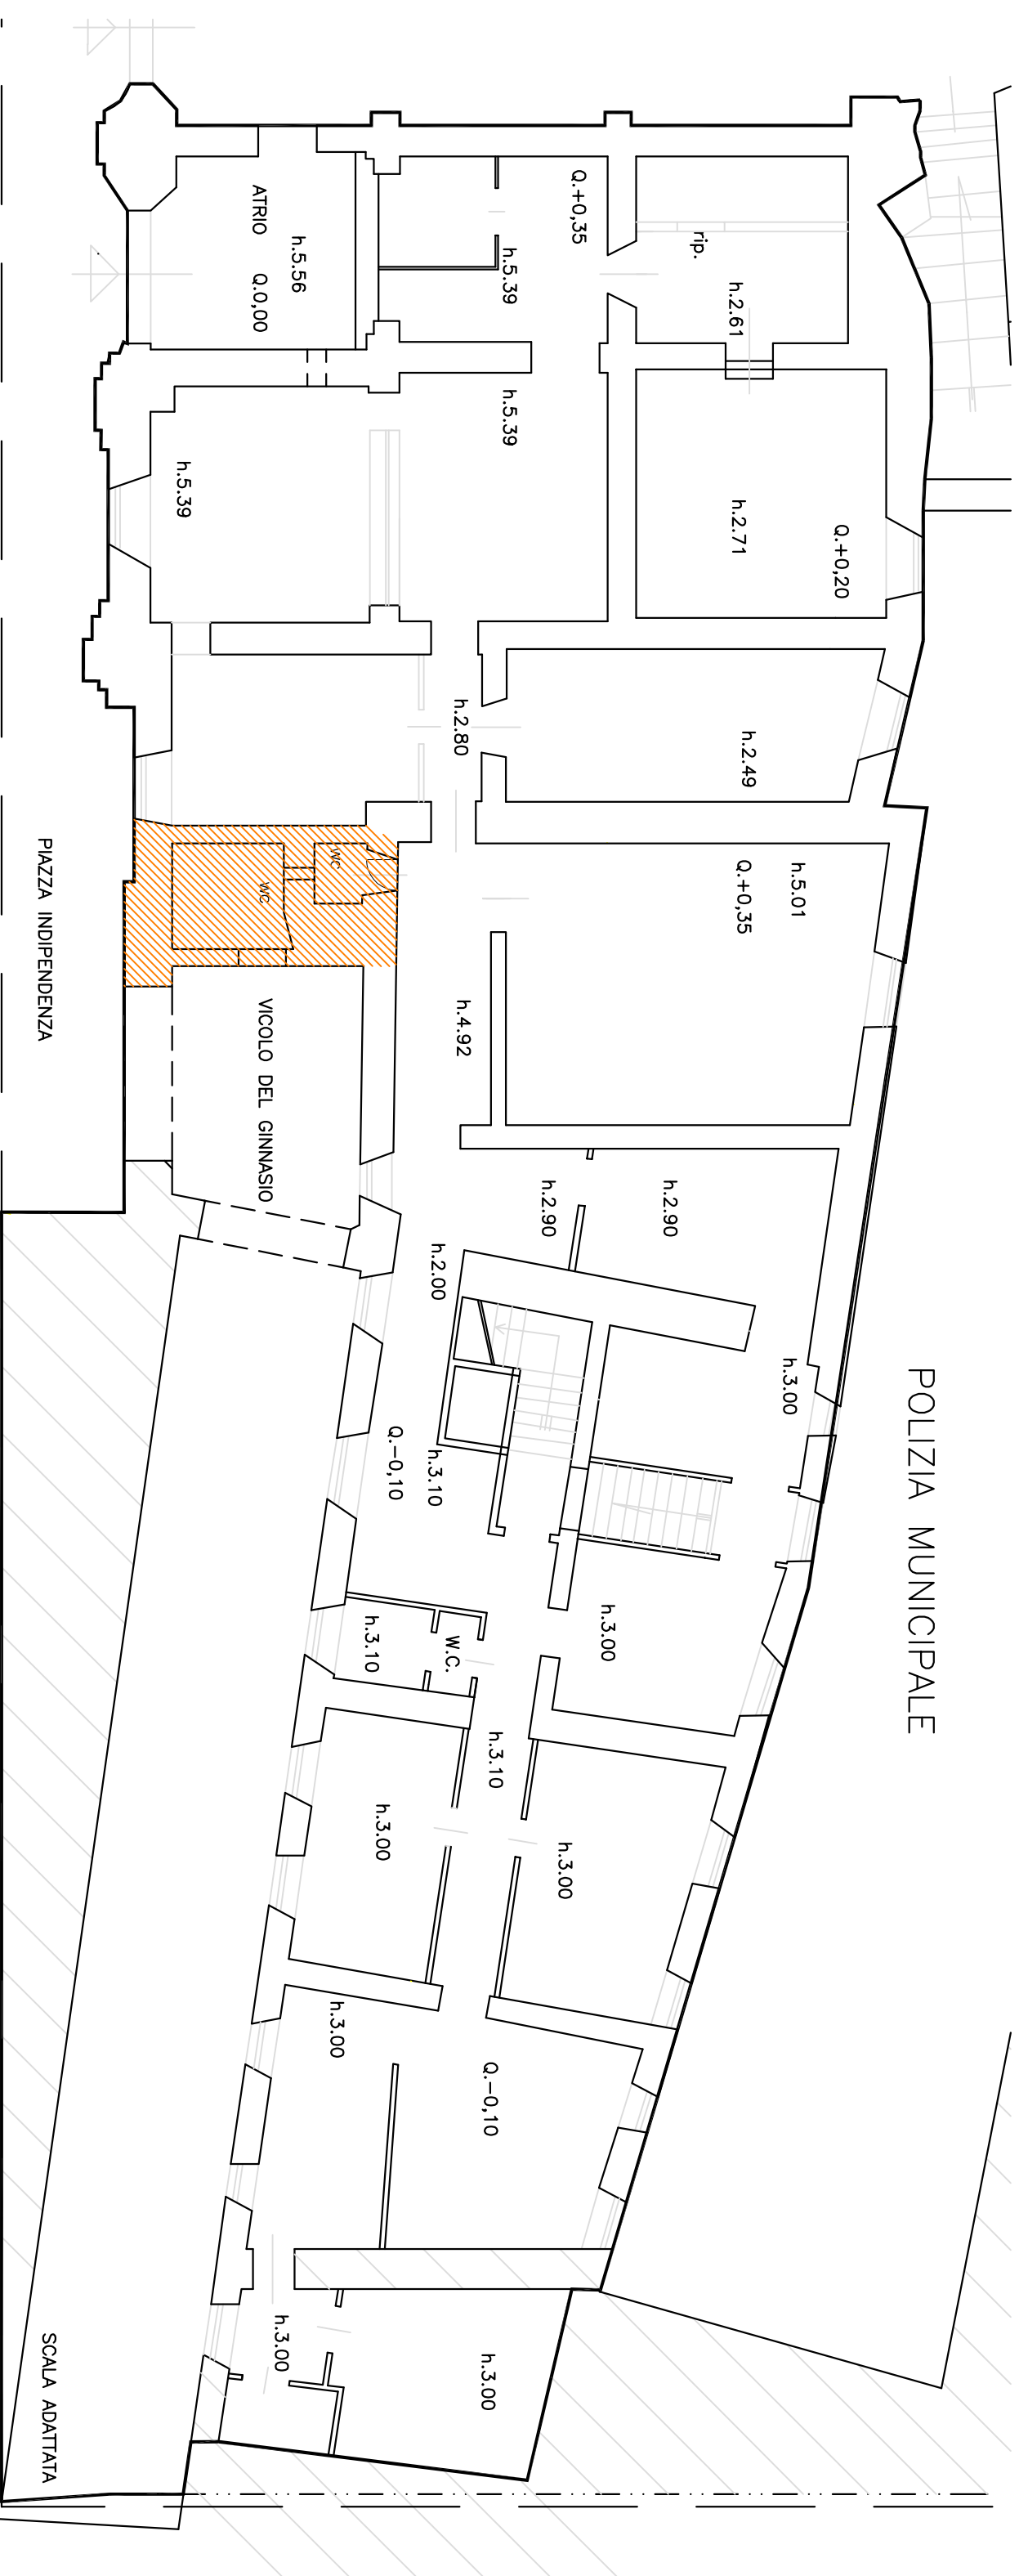 POLIZIA MUNICIPALE
Q.+0,35
rip.
h.2.61
h.5.39
ATRIO
h.5.56
Q.0,00
h.5.39
h.5.39
h.2.71
Q.+0,20
h.2.80
h.2.49
WC
WC
h.5.01
Q.+0,35
PIAZZA INDIPENDENZA
VICOLO DEL GINNASIO
h.4.92
h.2.90
h.2.90
h.2.00
h.3.00
Q.-0,10
h.3.10
h.3.00
h.3.10
W.C.
h.3.10
h.3.00
h.3.00
h.3.00
Q.-0,10
h.3.00
h.3.00
SCALA ADATTATA